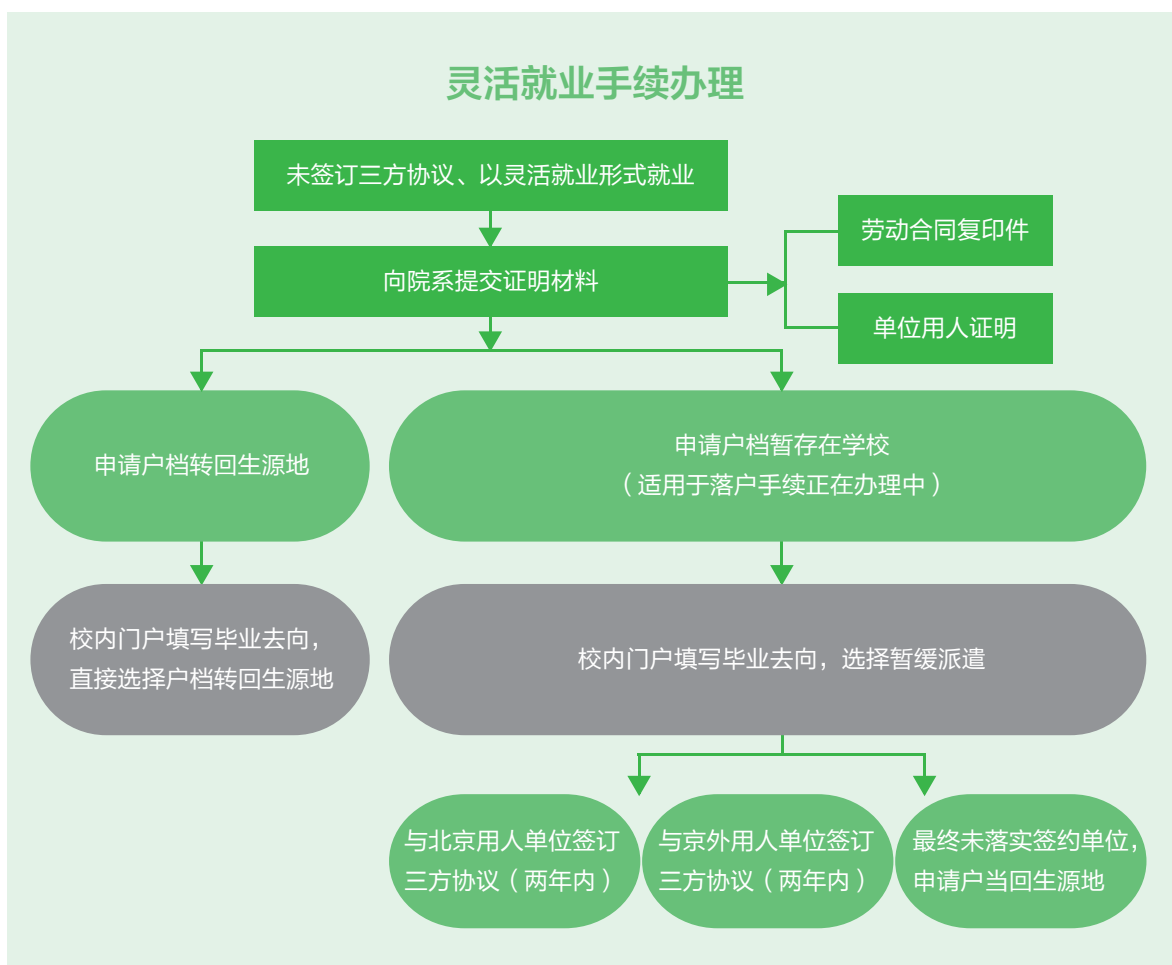 灵活就业手续办理
未签订三方协议、以灵活就业形式就业
向院系提交证明材料
劳动合同复印件
单位用人证明
申请户档转回生源地
申请户档暂存在学校
（适用于落户手续正在办理中）
校内门户填写毕业去向，
直接选择户档转回生源地
校内门户填写毕业去向，选择暂缓派遣
与北京用人单位签订
三方协议（两年内）
与京外用人单位签订
三方协议（两年内）
最终未落实签约单位，
申请户当回生源地